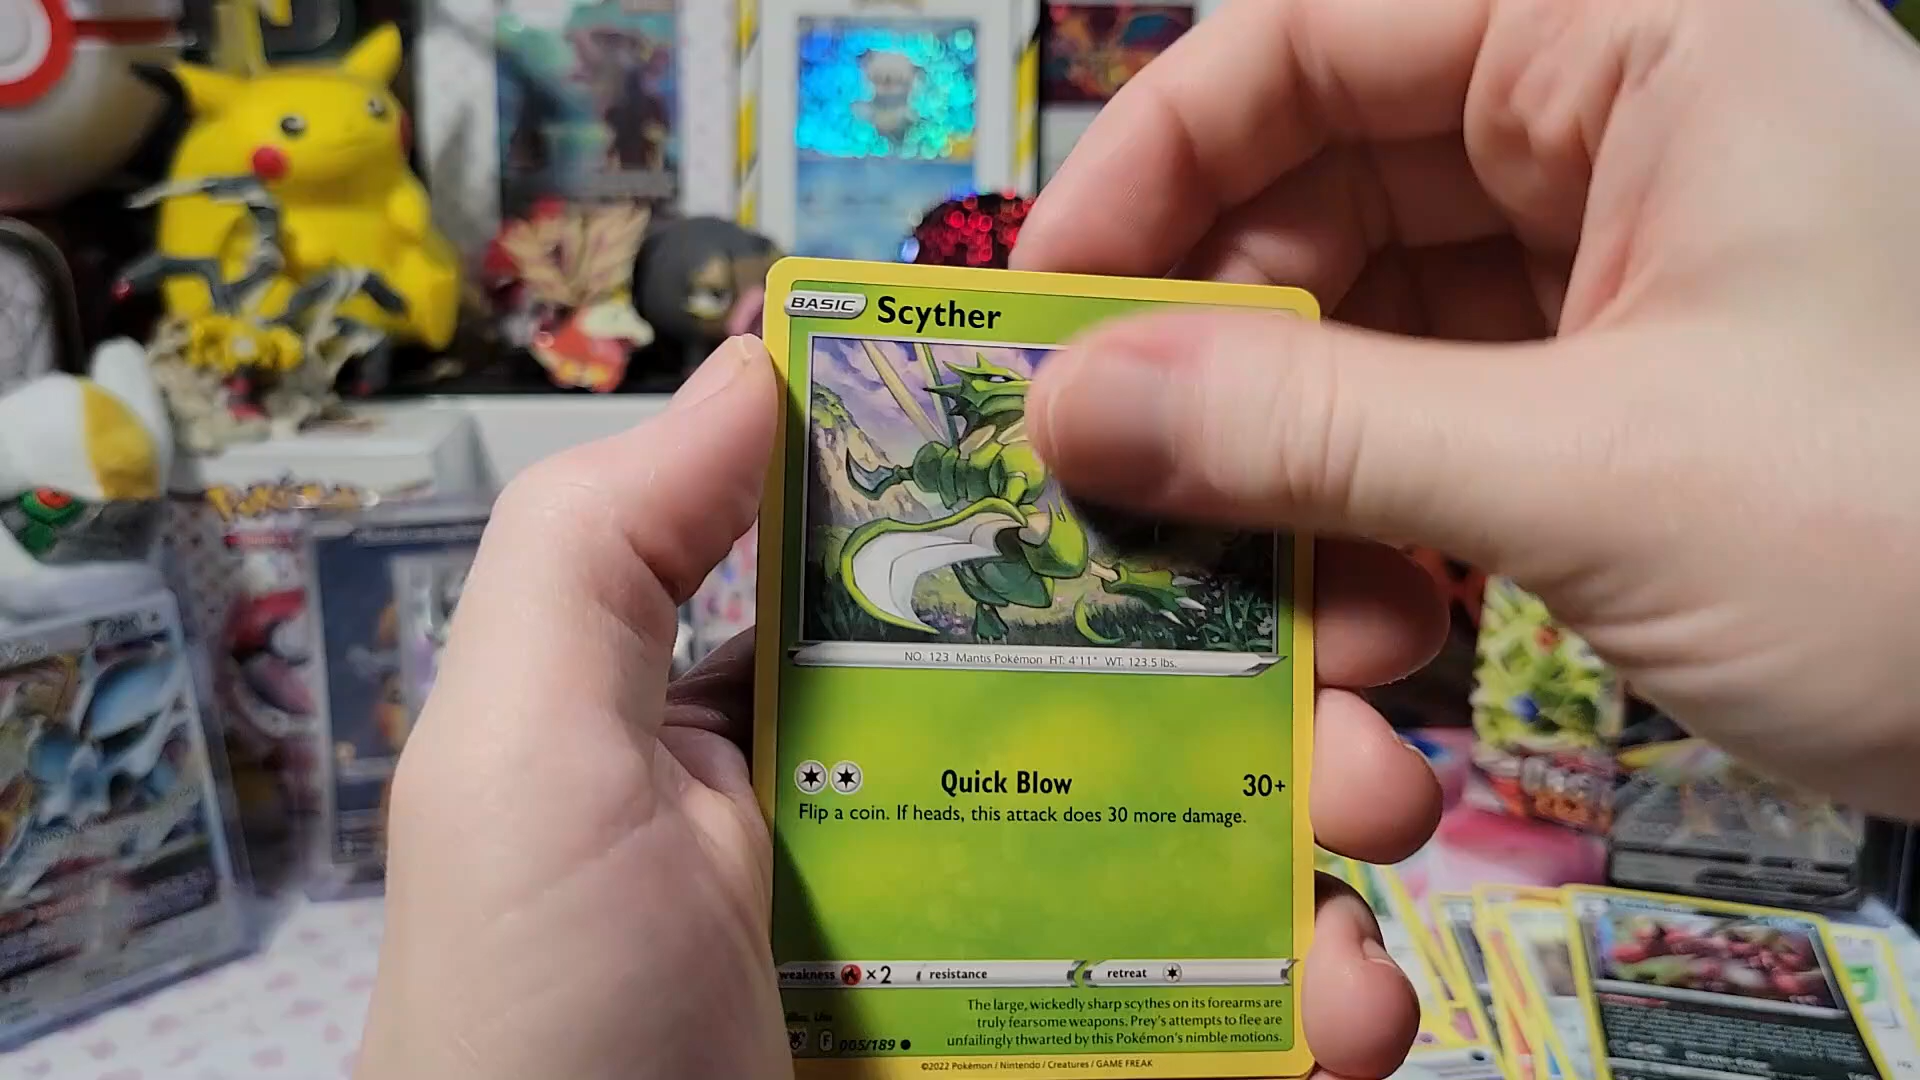 BASIC Scyther
NO. 123 Mantis Pokémon HT: 4'11" WT: 123.5 lbs.
Quick Blow 30+
Flip a coin. If heads, this attack does 30 more damage.
weakness ×2 resistance retreat
The large, wickedly sharp scythes on its forearms are
truly fearsome weapons. Prey's attempts to flee are
unfailingly thwarted by this Pokémon's nimble motions.
F 005/189
©2022 Pokémon / Nintendo / Creatures / GAME FREAK
POKéMON